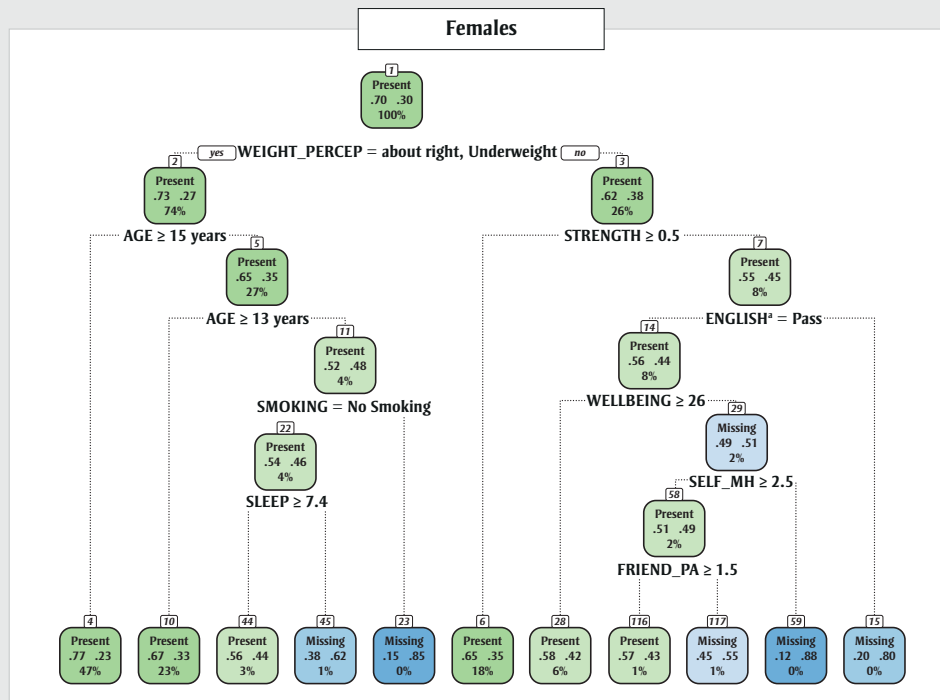 Females
1
Present
.70 .30
100%
yes WEIGHT_PERCEP = about right, Underweight no
2
Present
.73 .27
74%
3
Present
.62 .38
26%
AGE ≥ 15 years
STRENGTH ≥ 0.5
5
Present
.65 .35
27%
7
Present
.55 .45
8%
AGE ≥ 13 years
ENGLISHᵃ = Pass
11
Present
.52 .48
4%
14
Present
.56 .44
8%
SMOKING = No Smoking
WELLBEING ≥ 26
22
Present
.54 .46
4%
29
Missing
.49 .51
2%
SLEEP ≥ 7.4
SELF_MH ≥ 2.5
58
Present
.51 .49
2%
FRIEND_PA ≥ 1.5
4
Present
.77 .23
47%
10
Present
.67 .33
23%
44
Present
.56 .44
3%
45
Missing
.38 .62
1%
23
Missing
.15 .85
0%
6
Present
.65 .35
18%
28
Present
.58 .42
6%
116
Present
.57 .43
1%
117
Missing
.45 .55
1%
59
Missing
.12 .88
0%
15
Missing
.20 .80
0%